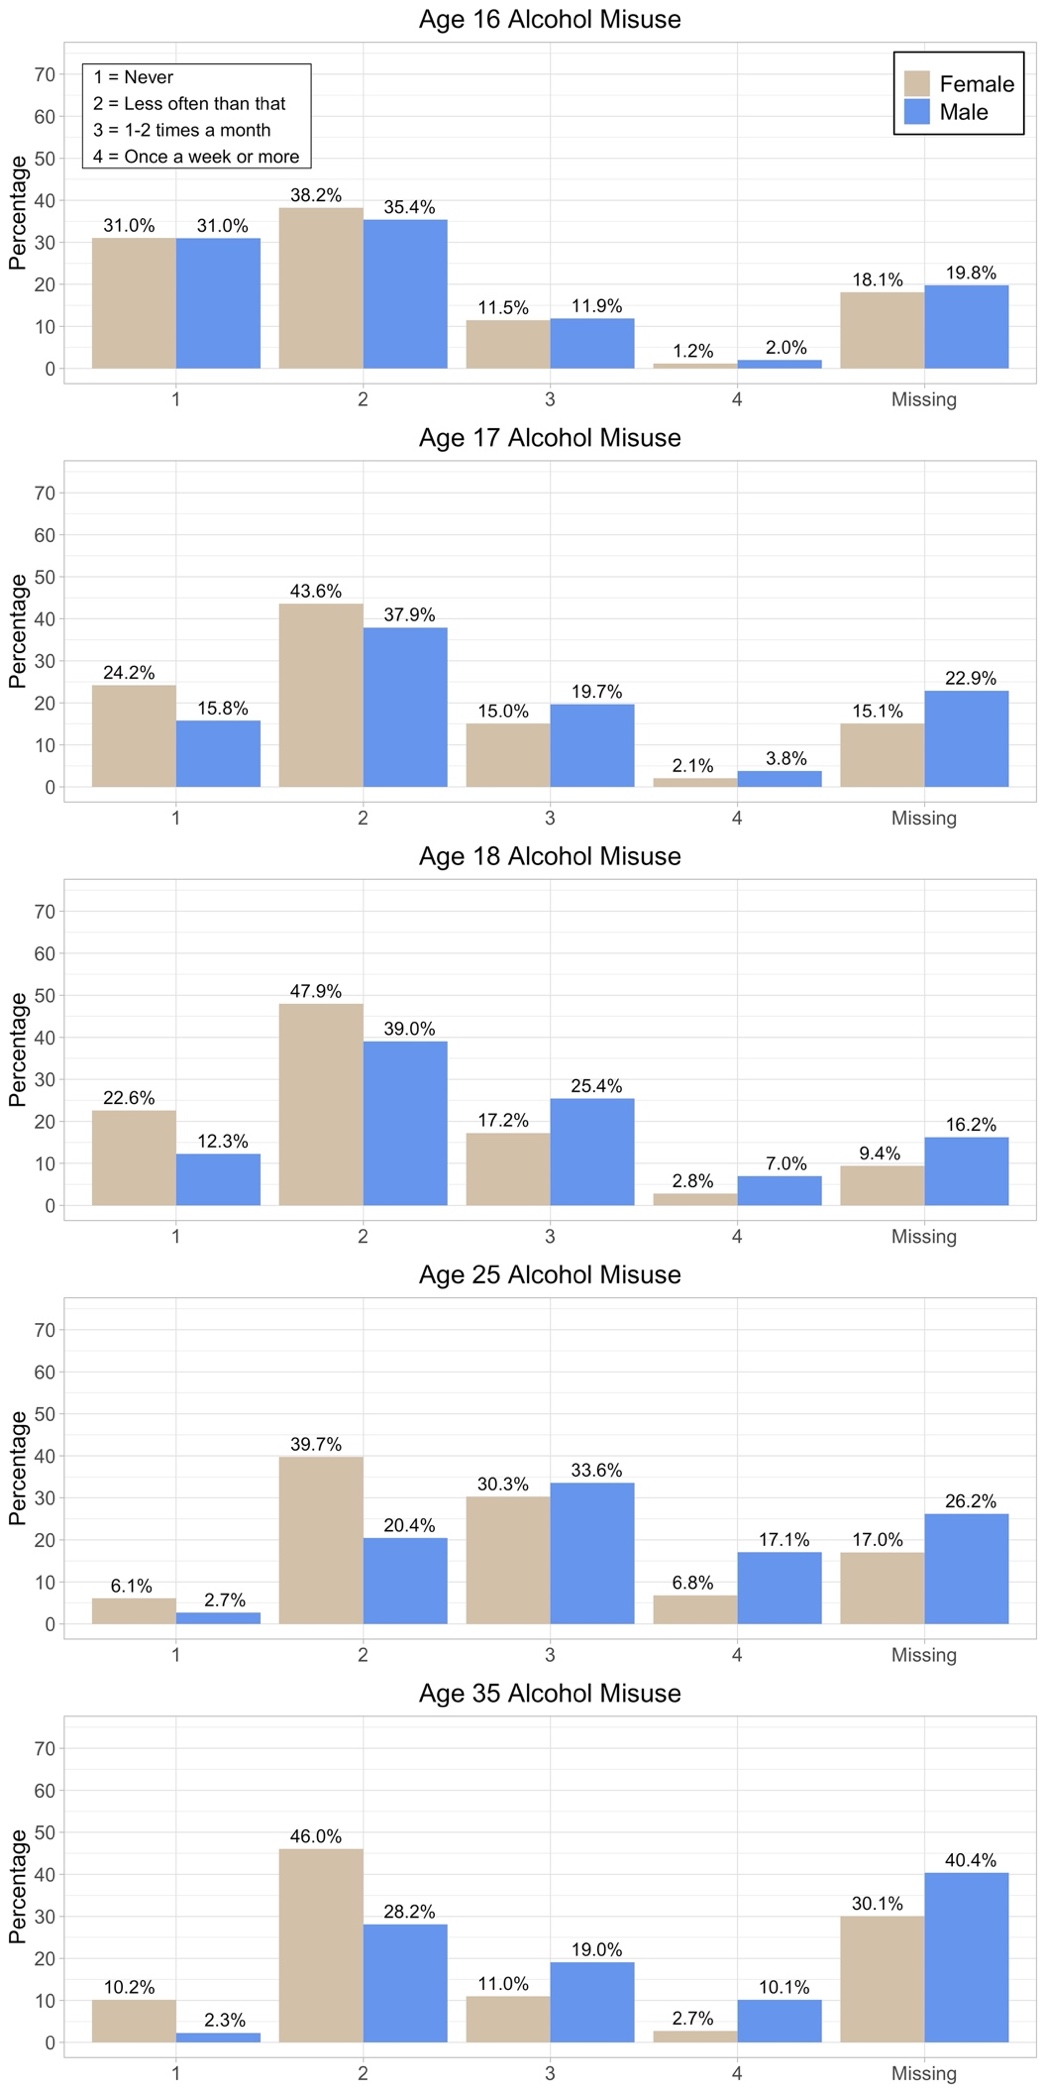 Age 16 Alcohol Misuse
Percentage
70
60
50
40
30
20
10
0
1 = Never
2 = Less often than that
3 = 1-2 times a month
4 = Once a week or more
Female
Male
31.0% 31.0% 38.2% 35.4% 11.5% 11.9% 1.2% 2.0% 18.1% 19.8%
1 2 3 4 Missing
Age 17 Alcohol Misuse
Percentage
70
60
50
40
30
20
10
0
24.2% 15.8% 43.6% 37.9% 15.0% 19.7% 2.1% 3.8% 15.1% 22.9%
1 2 3 4 Missing
Age 18 Alcohol Misuse
Percentage
70
60
50
40
30
20
10
0
22.6% 12.3% 47.9% 39.0% 17.2% 25.4% 2.8% 7.0% 9.4% 16.2%
1 2 3 4 Missing
Age 25 Alcohol Misuse
Percentage
70
60
50
40
30
20
10
0
6.1% 2.7% 39.7% 20.4% 30.3% 33.6% 6.8% 17.1% 17.0% 26.2%
1 2 3 4 Missing
Age 35 Alcohol Misuse
Percentage
70
60
50
40
30
20
10
0
10.2% 2.3% 46.0% 28.2% 11.0% 19.0% 2.7% 10.1% 30.1% 40.4%
1 2 3 4 Missing